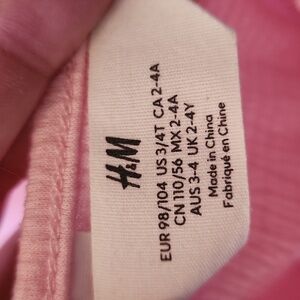 H&M
EUR 98/104 US 3/4T CA 2-4A
CN 110/56 MX 2-4A
AUS 3-4 UK 2-4Y
Made in China
Fabriqué en Chine